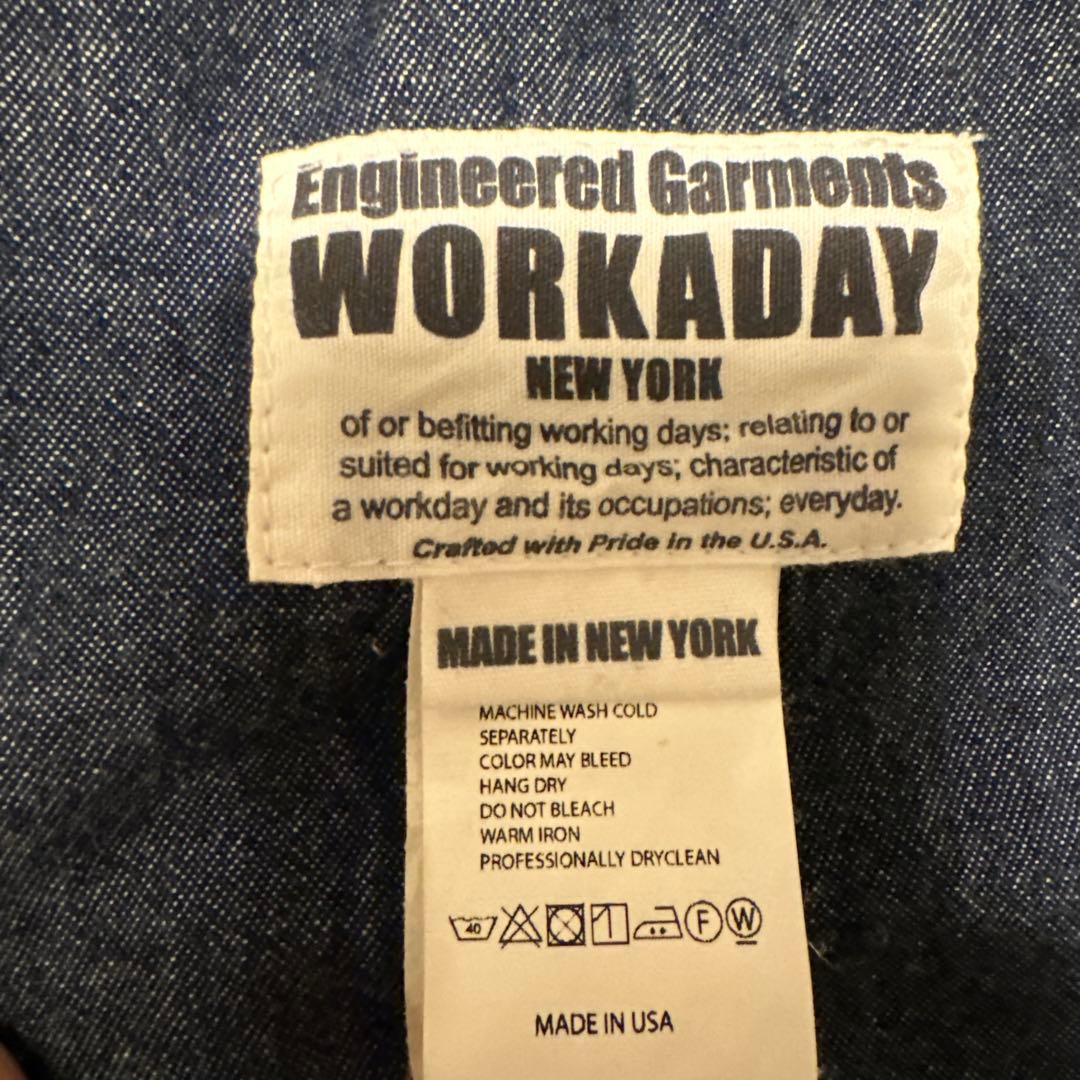 Engineered Garments
WORKADAY
NEW YORK
of or befitting working days; relating to or
suited for working days; characteristic of
a workday and its occupations; everyday.
Crafted with Pride in the U.S.A.
MADE IN NEW YORK
MACHINE WASH COLD
SEPARATELY
COLOR MAY BLEED
HANG DRY
DO NOT BLEACH
WARM IRON
PROFESSIONALLY DRYCLEAN
40 F W
MADE IN USA